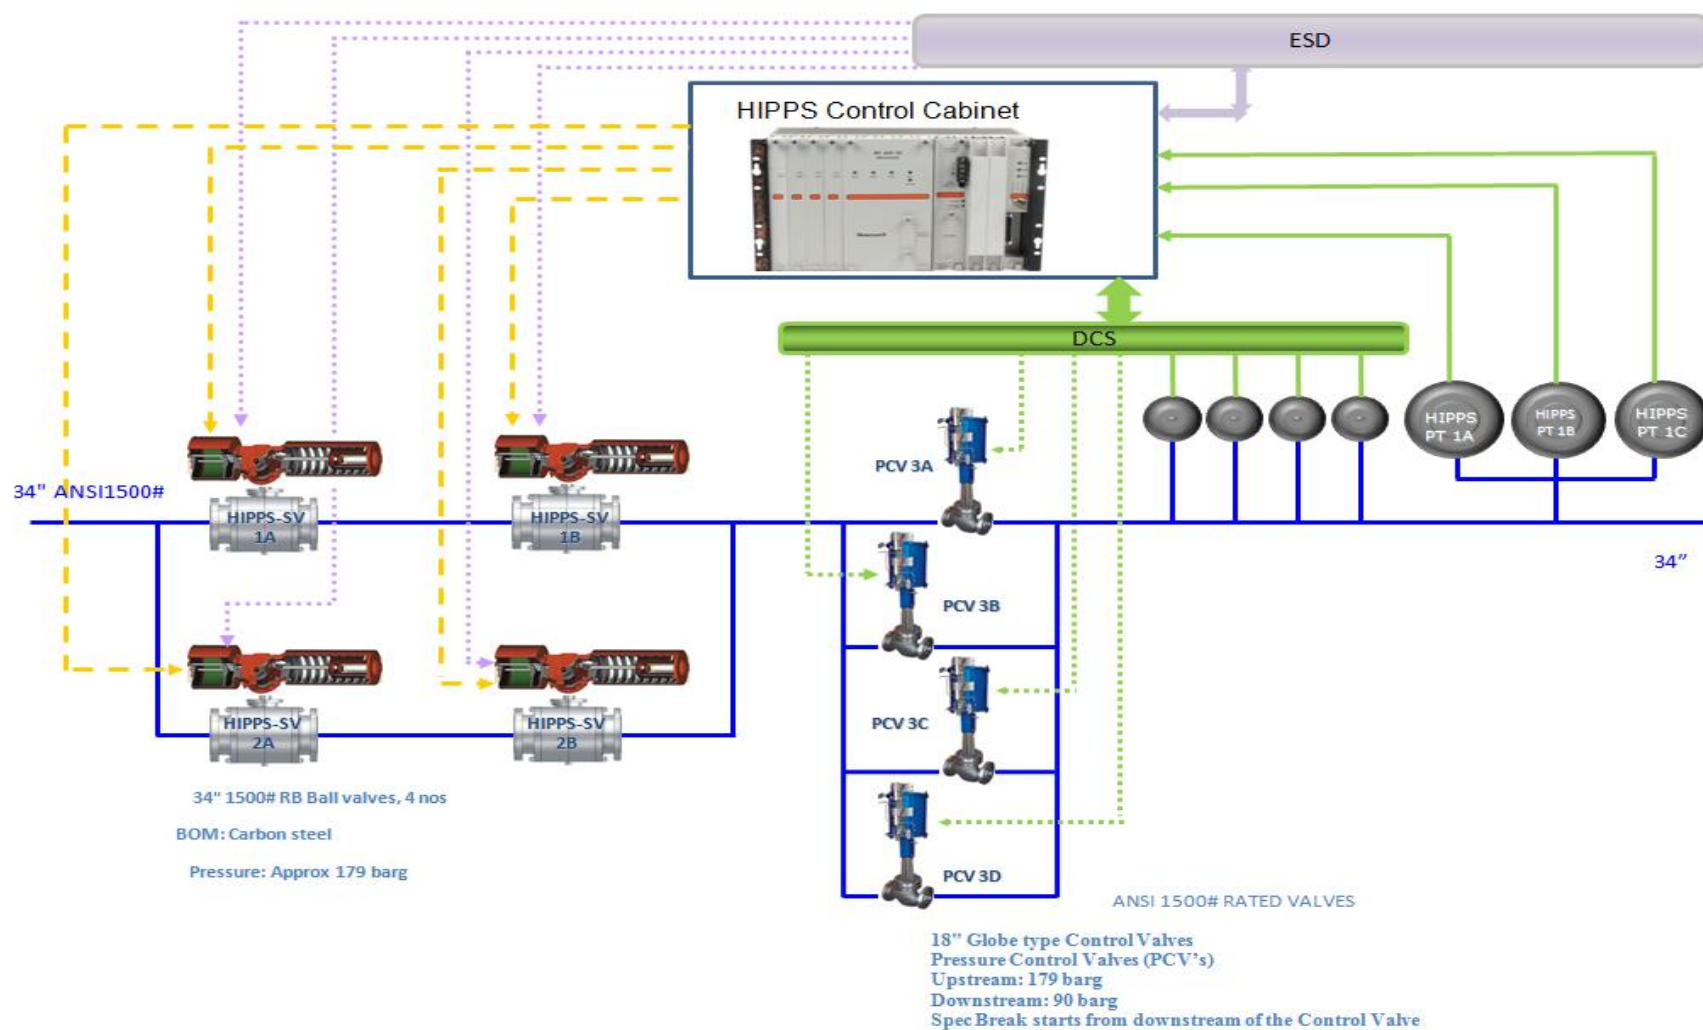 ESD
HIPPS Control Cabinet
Honeywell
DCS
HIPPS
PT 1A
HIPPS
PT 1B
HIPPS
PT 1C
34" ANSI1500#
HIPPS-SV
1A
HIPPS-SV
1B
PCV 3A
34”
PCV 3B
HIPPS-SV
2A
HIPPS-SV
2B
PCV 3C
PCV 3D
34" 1500# RB Ball valves, 4 nos
BOM: Carbon steel
Pressure: Approx 179 barg
ANSI 1500# RATED VALVES
18” Globe type Control Valves
Pressure Control Valves (PCV’s)
Upstream: 179 barg
Downstream: 90 barg
Spec Break starts from downstream of the Control Valve